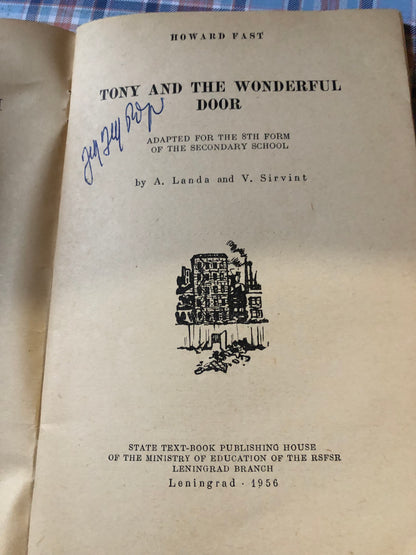 HOWARD FAST
TONY AND THE WONDERFUL
DOOR
ADAPTED FOR THE 8TH FORM
OF THE SECONDARY SCHOOL
by A. Landa and V. Sirvint
STATE TEXT-BOOK PUBLISHING HOUSE
OF THE MINISTRY OF EDUCATION OF THE RSFSR
LENINGRAD BRANCH
Leningrad · 1956